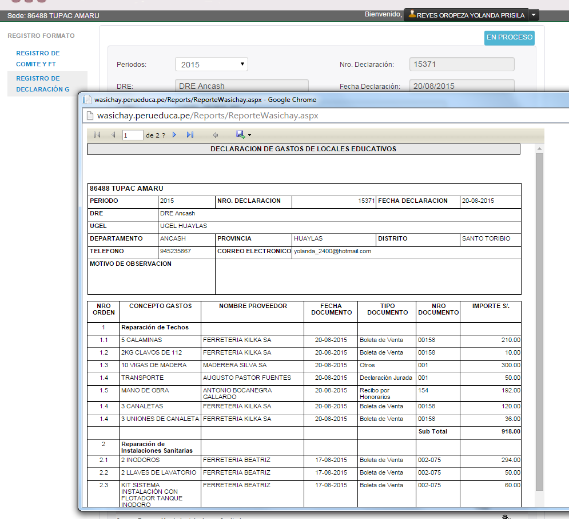 Sede: 86488 TUPAC AMARU
Bienvenido, REYES OROPEZA YOLANDA PRISILA
REGISTRO FORMATO
EN PROCESO
REGISTRO DE
COMITE Y FT
REGISTRO DE
DECLARACIÓN G
Periodos: 2015 Nro. Declaración: 15371
DRE: DRE Ancash Fecha Declaración: 20/08/2015
wasichay.perueduca.pe/Reports/ReporteWasichay.aspx - Google Chrome
wasichay.perueduca.pe/Reports/ReporteWasichay.aspx
1 de 2 ?
DECLARACION DE GASTOS DE LOCALES EDUCATIVOS
86488 TUPAC AMARU
PERIODO 2015 NRO. DECLARACION 15371 FECHA DECLARACION 20-08-2015
DRE DRE Ancash
UGEL UGEL HUAYLAS
DEPARTAMENTO ANCASH PROVINCIA HUAYLAS DISTRITO SANTO TORIBIO
TELEFONO 945235667 CORREO ELECTRONICO yolanda_2400@hotmail.com
MOTIVO DE OBSERVACION
NRO ORDEN CONCEPTO GASTOS NOMBRE PROVEEDOR FECHA DOCUMENTO TIPO DOCUMENTO NRO DOCUMENTO IMPORTE S/.
1 Reparación de Techos
1.1 5 CALAMINAS FERRETERIA KILKA SA 20-08-2015 Boleta de Venta 00158 210.00
1.2 2KG CLAVOS DE 112 FERRETERIA KILKA SA 20-08-2015 Boleta de Venta 00158 10.00
1.3 10 VIGAS DE MADERA MADERERA SILVA SA 20-08-2015 Otros 001 300.00
1.4 TRANSPORTE AUGUSTO PASTOR FUENTES 20-08-2015 Declaración Jurada 001 50.00
1.5 MANO DE OBRA ANTONIO BOCANEGRA GALLARDO 20-08-2015 Recibo por Honorarios 154 192.00
1.4 3 CANALETAS FERRETERIA KILKA SA 20-08-2015 Boleta de Venta 00158 120.00
1.4 3 UNIONES DE CANALETA FERRETERIA KILKA SA 20-08-2015 Boleta de Venta 00158 36.00
Sub Total 918.00
2 Reparación de Instalaciones Sanitarias
2.1 2 INODOROS FERRETERIA BEATRIZ 17-08-2015 Boleta de Venta 002-075 294.00
2.2 2 LLAVES DE LAVATORIO FERRETERIA BEATRIZ 17-08-2015 Boleta de Venta 002-075 50.00
2.3 KIT SISTEMA INSTALACIÓN CON FLOTADOR TANQUE INODORO FERRETERIA BEATRIZ 17-08-2015 Boleta de Venta 002-075 60.00